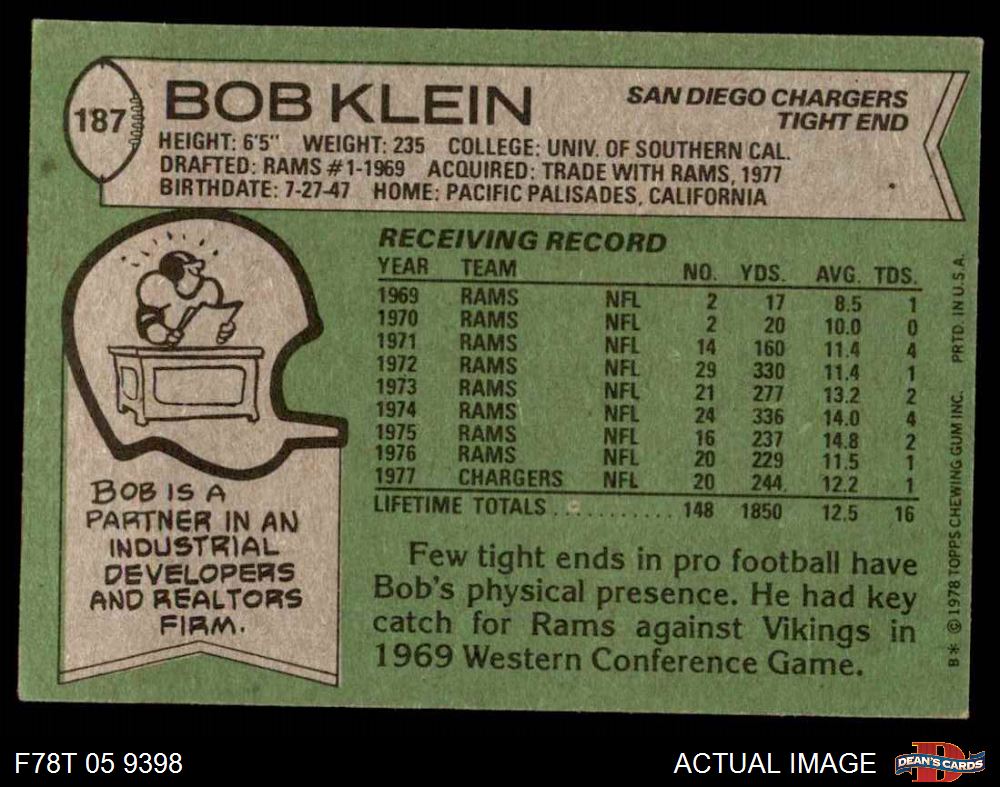 187
BOB KLEIN
SAN DIEGO CHARGERS
TIGHT END
HEIGHT: 6'5" WEIGHT: 235 COLLEGE: UNIV. OF SOUTHERN CAL.
DRAFTED: RAMS #1-1969 ACQUIRED: TRADE WITH RAMS, 1977
BIRTHDATE: 7-27-47 HOME: PACIFIC PALISADES, CALIFORNIA
BOB IS A
PARTNER IN AN
INDUSTRIAL
DEVELOPERS
AND REALTORS
FIRM.
RECEIVING RECORD
YEAR TEAM NO. YDS. AVG. TDS.
1969 RAMS NFL 2 17 8.5 1
1970 RAMS NFL 2 20 10.0 0
1971 RAMS NFL 14 160 11.4 4
1972 RAMS NFL 29 330 11.4 1
1973 RAMS NFL 21 277 13.2 2
1974 RAMS NFL 24 336 14.0 4
1975 RAMS NFL 16 237 14.8 2
1976 RAMS NFL 20 229 11.5 1
1977 CHARGERS NFL 20 244 12.2 1
LIFETIME TOTALS . . . . . . . . . . . 148 1850 12.5 16
Few tight ends in pro football have
Bob's physical presence. He had key
catch for Rams against Vikings in
1969 Western Conference Game.
B* © 1978 TOPPS CHEWING GUM INC. PRTD. IN U.S.A.
F78T 05 9398
ACTUAL IMAGE
D
DEAN'S CARDS